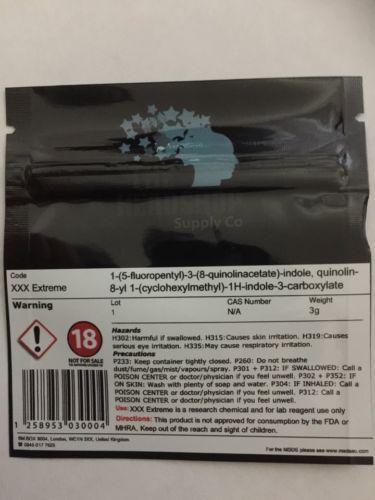 Supply Co
Code
XXX Extreme
1-(5-fluoropentyl)-3-(8-quinolinacetate)-indole, quinolin-
8-yl 1-(cyclohexylmethyl)-1H-indole-3-carboxylate
Warning
Lot
1
CAS Number
N/A
Weight
3g
18
NOT FOR SALE
Hazards
H302:Harmful if swallowed. H315: Causes skin irritation. H319:Causes
serious eye irritation. H335:May cause respiratory irritation.
Precautions
P233: Keep container tightly closed. P260: Do not breathe
dust/fume/gas/mist/vapours/spray. P301 + P312: IF SWALLOWED: Call a
POISON CENTER or doctor/physician if you feel unwell. P302 + P352: IF
ON SKIN: Wash with plenty of soap and water. P304: IF INHALED: Call a
POISON CENTER or doctor/physician if you feel unwell. P312: Call a
POISON CENTER or doctor/physician if you feel unwell.
Use: XXX Extreme is a research chemical and for lab reagent use only
Directions: This product is not approved for consumption by the FDA or
MHRA. Keep out of the reach and sight of children.
1 258953 030004
London, WC1N 3XX, United Kingdom
For the MSDS please see